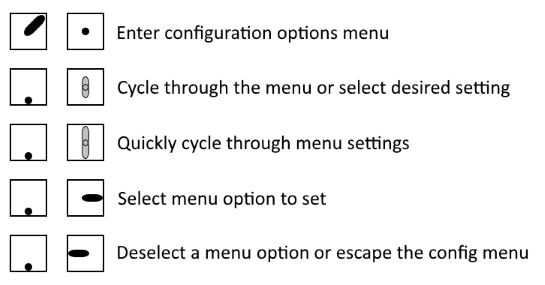 Enter configuration options menu
Cycle through the menu or select desired setting
Quickly cycle through menu settings
Select menu option to set
Deselect a menu option or escape the config menu